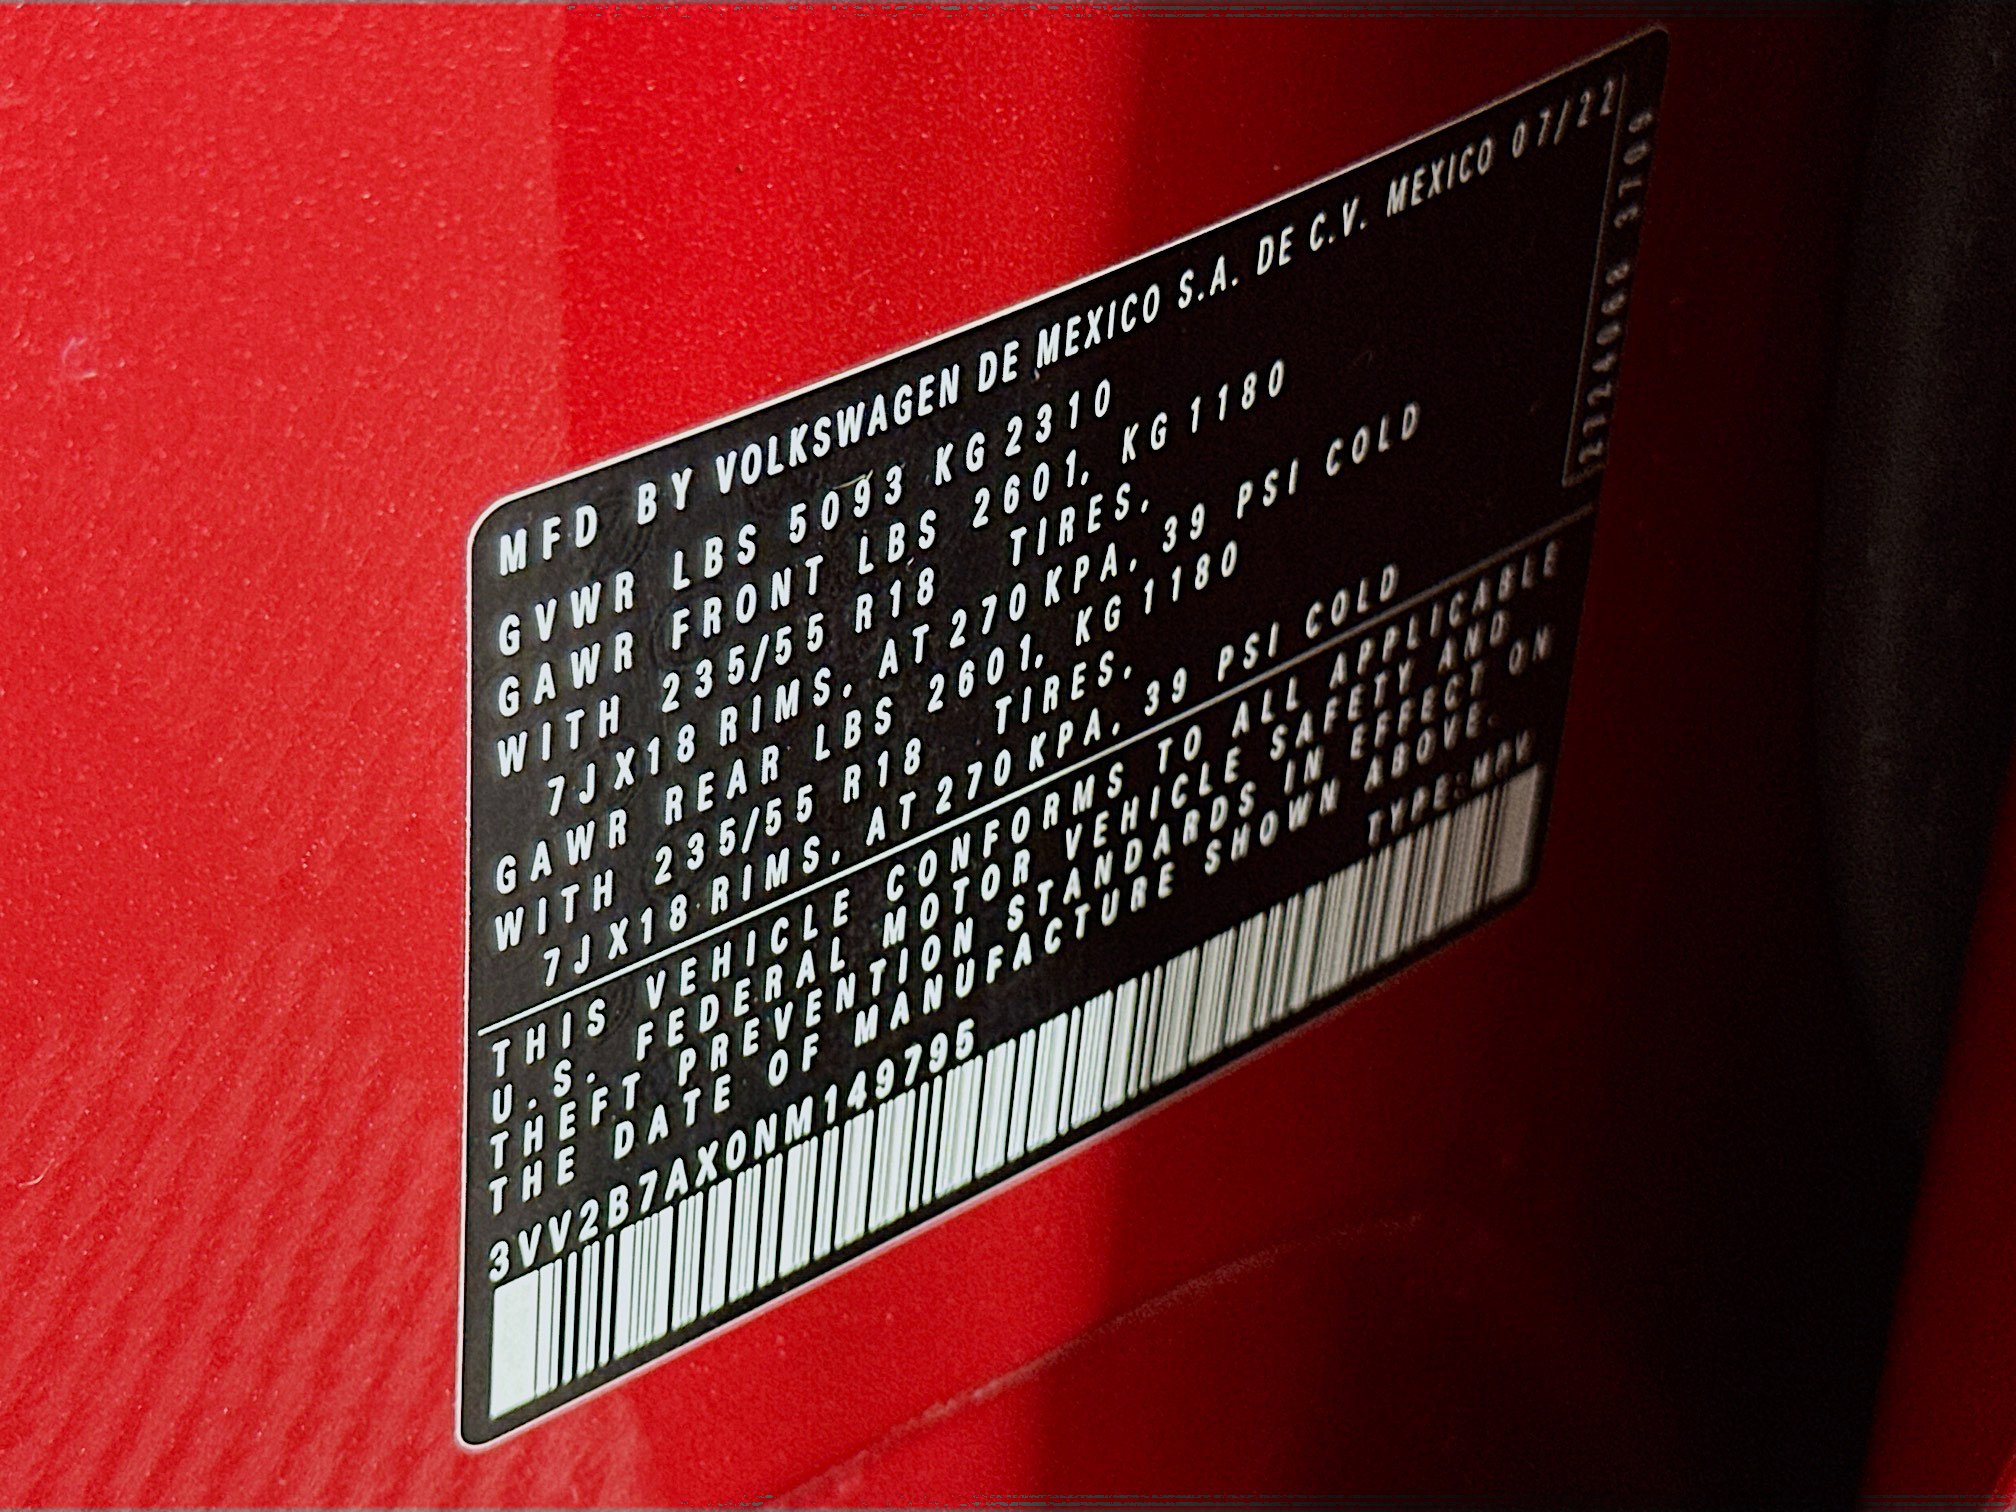 MFD BY VOLKSWAGEN DE MEXICO S.A. DE C.V. MEXICO 07/22
GVWR LBS 5093 KG 2310
GAWR FRONT LBS 2601, KG 1180
WITH 235/55 R18 TIRES,
7JX18 RIMS, AT 270 KPA, 39 PSI COLD
GAWR REAR LBS 2601, KG 1180
WITH 235/55 R18 TIRES,
7JX18 RIMS, AT 270 KPA, 39 PSI COLD
THIS VEHICLE CONFORMS TO ALL APPLICABLE
U.S. FEDERAL MOTOR VEHICLE SAFETY AND
THEFT PREVENTION STANDARDS IN EFFECT ON
THE DATE OF MANUFACTURE SHOWN ABOVE.
3VV2B7AX0NM149795 TYPE:MPV
3709